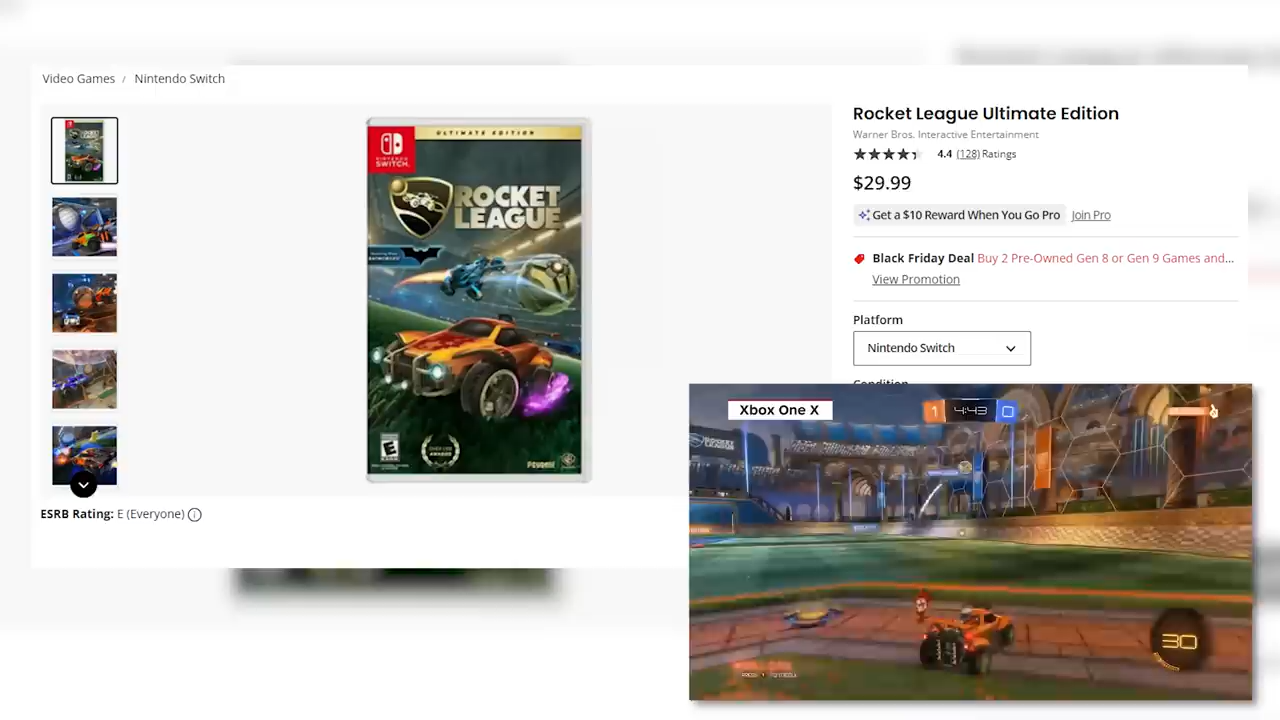 Video Games / Nintendo Switch
Rocket League Ultimate Edition
Warner Bros. Interactive Entertainment
4.4 (128) Ratings
$29.99
Get a $10 Reward When You Go Pro Join Pro
Black Friday Deal Buy 2 Pre-Owned Gen 8 or Gen 9 Games and...
View Promotion
Platform
Nintendo Switch
Condition
ULTIMATE EDITION
NINTENDO
SWITCH
ROCKET
LEAGUE
E
PSYONIX
ESRB Rating: E (Everyone)
Xbox One X
1 4:43 0
30